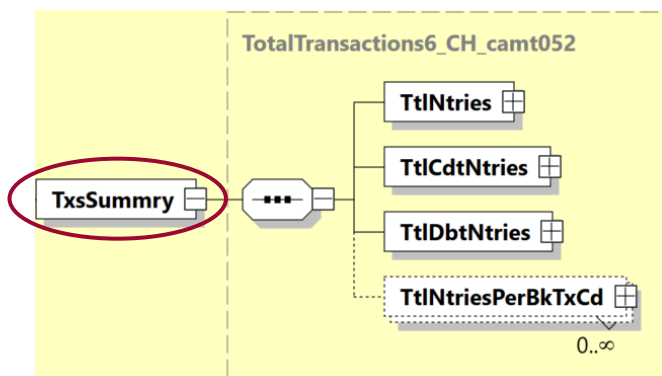 TotalTransactions6_CH_camt052
TtlNtries
TtlCdtNtries
TxsSummry
TtlDbtNtries
TtlNtriesPerBkTxCd
0..∞